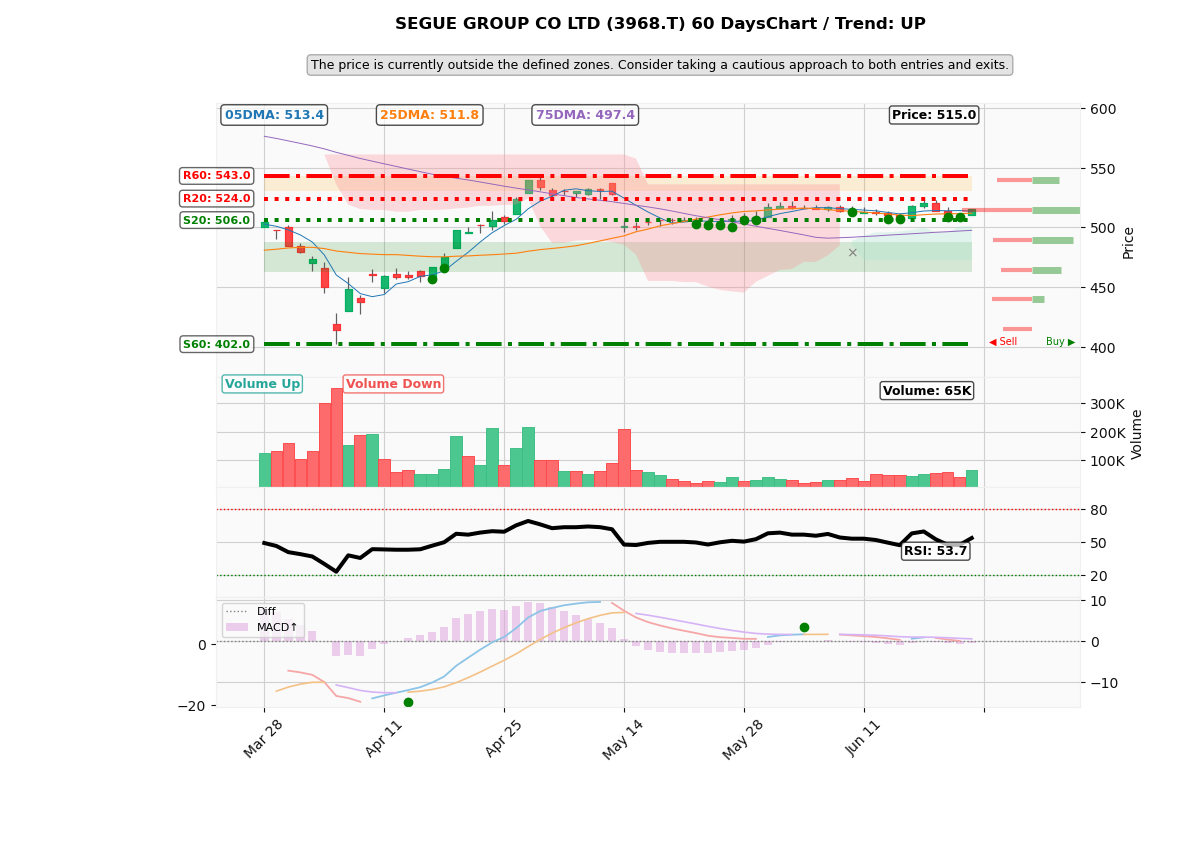 SEGUE GROUP CO LTD (3968.T) 60 DaysChart / Trend: UP
The price is currently outside the defined zones. Consider taking a cautious approach to both entries and exits.
05DMA: 513.4
25DMA: 511.8
75DMA: 497.4
Price: 515.0
R60: 543.0
R20: 524.0
S20: 506.0
S60: 402.0
600
550
500
450
400
Price
◀ Sell
Buy ▶
Volume Up
Volume Down
Volume: 65K
300K
200K
100K
Volume
80
50
20
RSI: 53.7
Diff
MACD↑
0
−20
10
0
−10
Mar 28
Apr 11
Apr 25
May 14
May 28
Jun 11